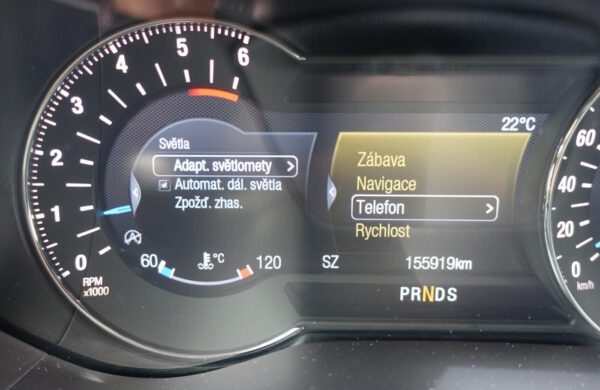 6
5
4
3
2
1
0
RPM
x1000
Světla
Adapt. světlomety >
Automat. dál. světla
Zpožď. zhas.
60 °C 120
22°C
Zábava
Navigace
Telefon >
Rychlost
SZ 155919km
PRNDS
60
40
20
0
km/h